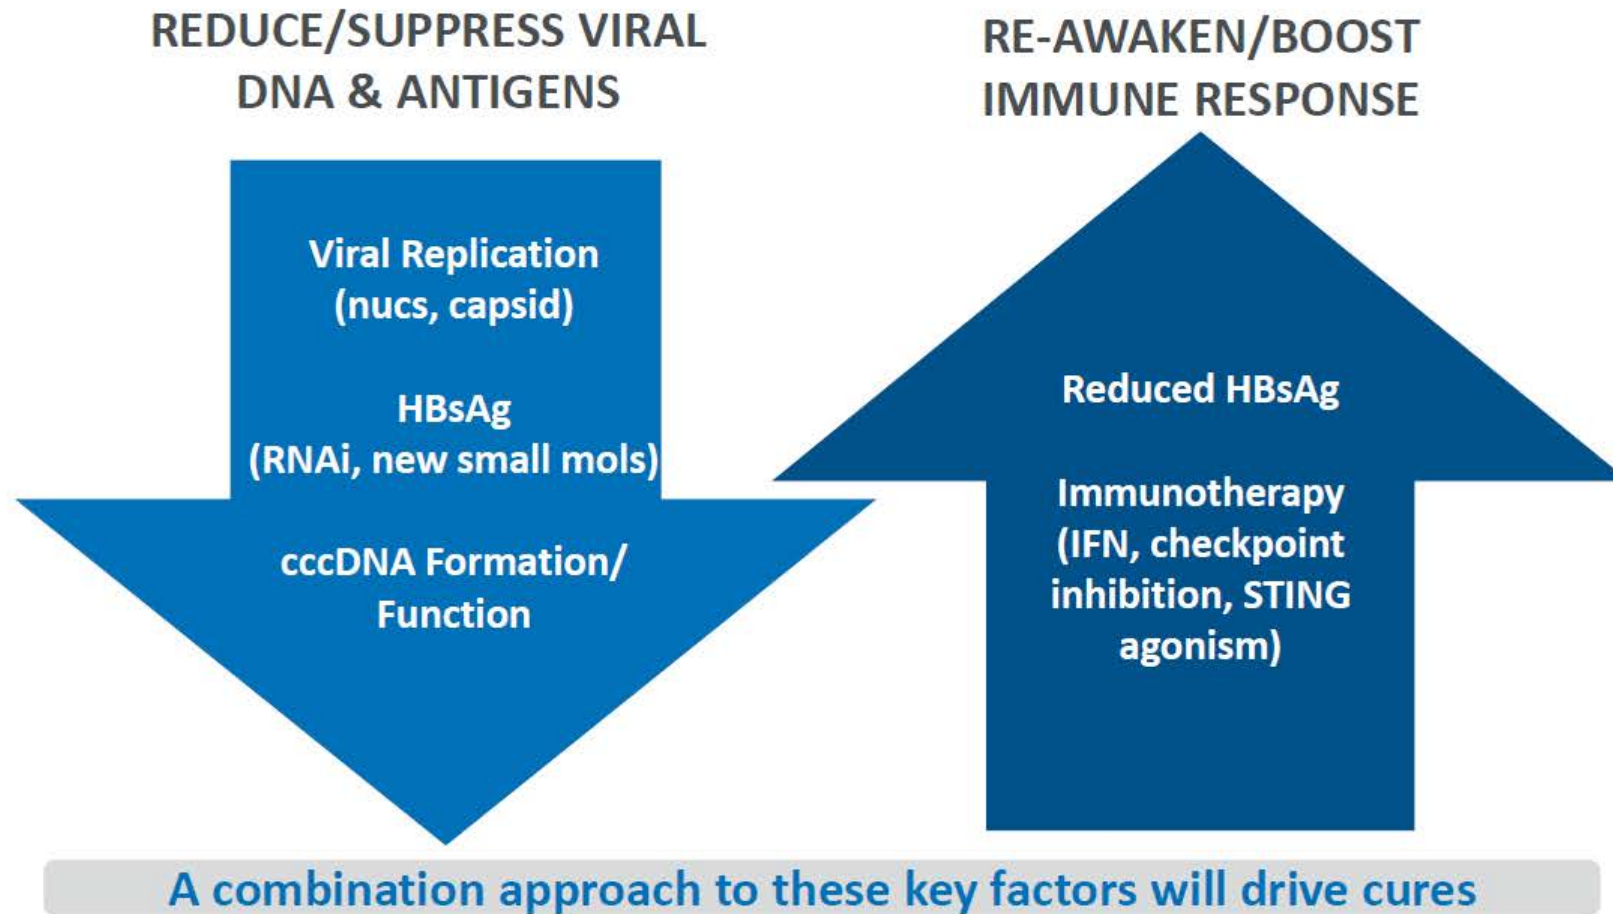 REDUCE/SUPPRESS VIRAL
DNA & ANTIGENS
Viral Replication
(nucs, capsid)
HBsAg
(RNAi, new small mols)
cccDNA Formation/
Function
RE-AWAKEN/BOOST
IMMUNE RESPONSE
Reduced HBsAg
Immunotherapy
(IFN, checkpoint
inhibition, STING
agonism)
A combination approach to these key factors will drive cures